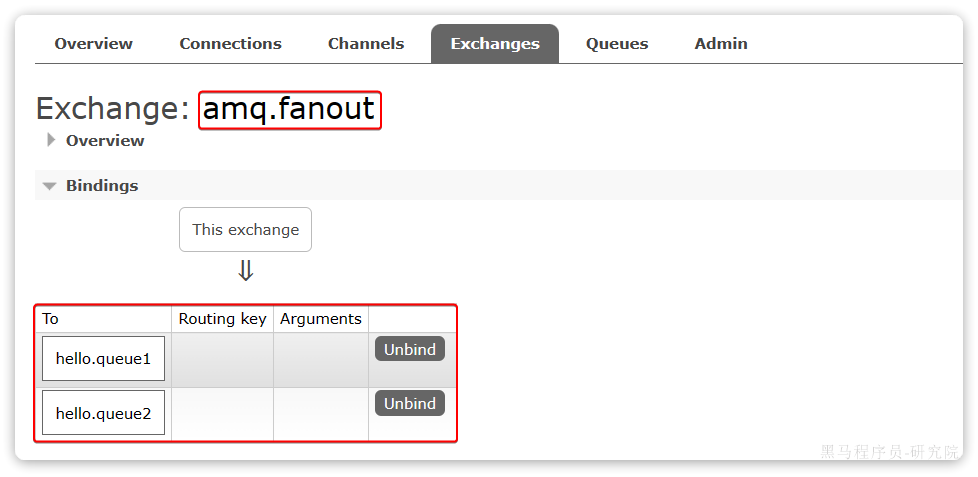 Overview Connections Channels Exchanges Queues Admin
Exchange: amq.fanout
Overview
Bindings
This exchange
⇓
To Routing key Arguments
hello.queue1 Unbind
hello.queue2 Unbind
黑马程序员-研究院